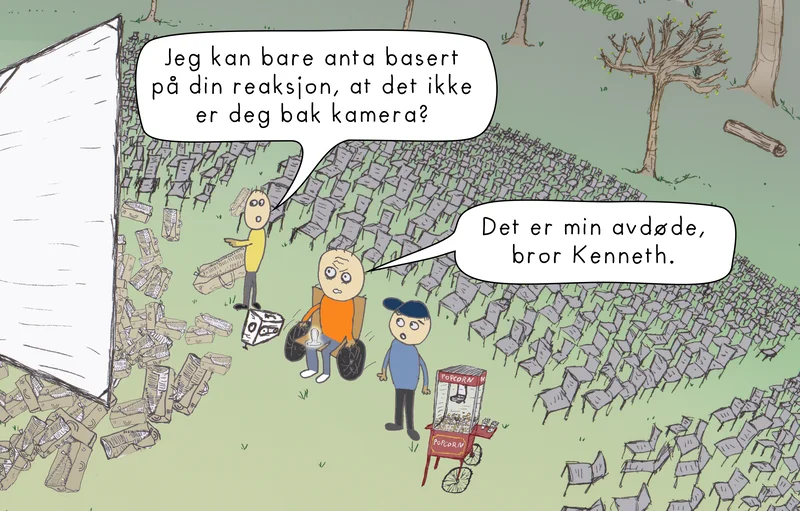 Jeg kan bare anta basert
på din reaksjon, at det ikke
er deg bak kamera?
Det er min avdøde,
bror Kenneth.
POPCORN
POPCORN